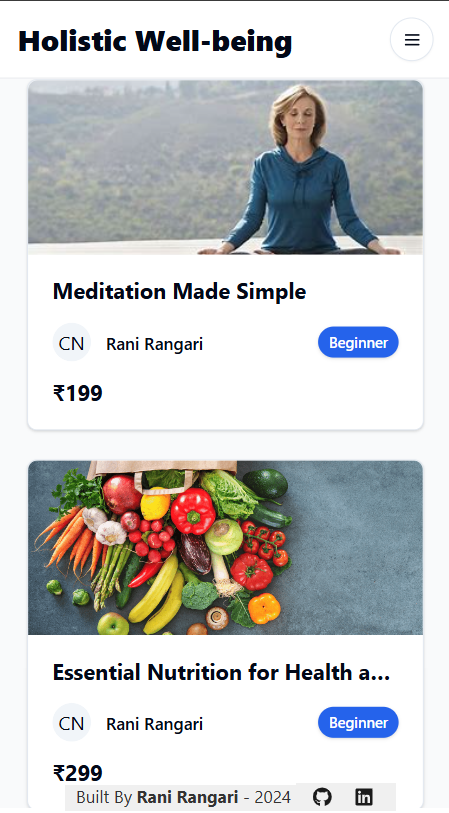 Holistic Well-being
Meditation Made Simple
CN Rani Rangari Beginner
₹199
Essential Nutrition for Health a...
CN Rani Rangari Beginner
₹299
Built By Rani Rangari - 2024